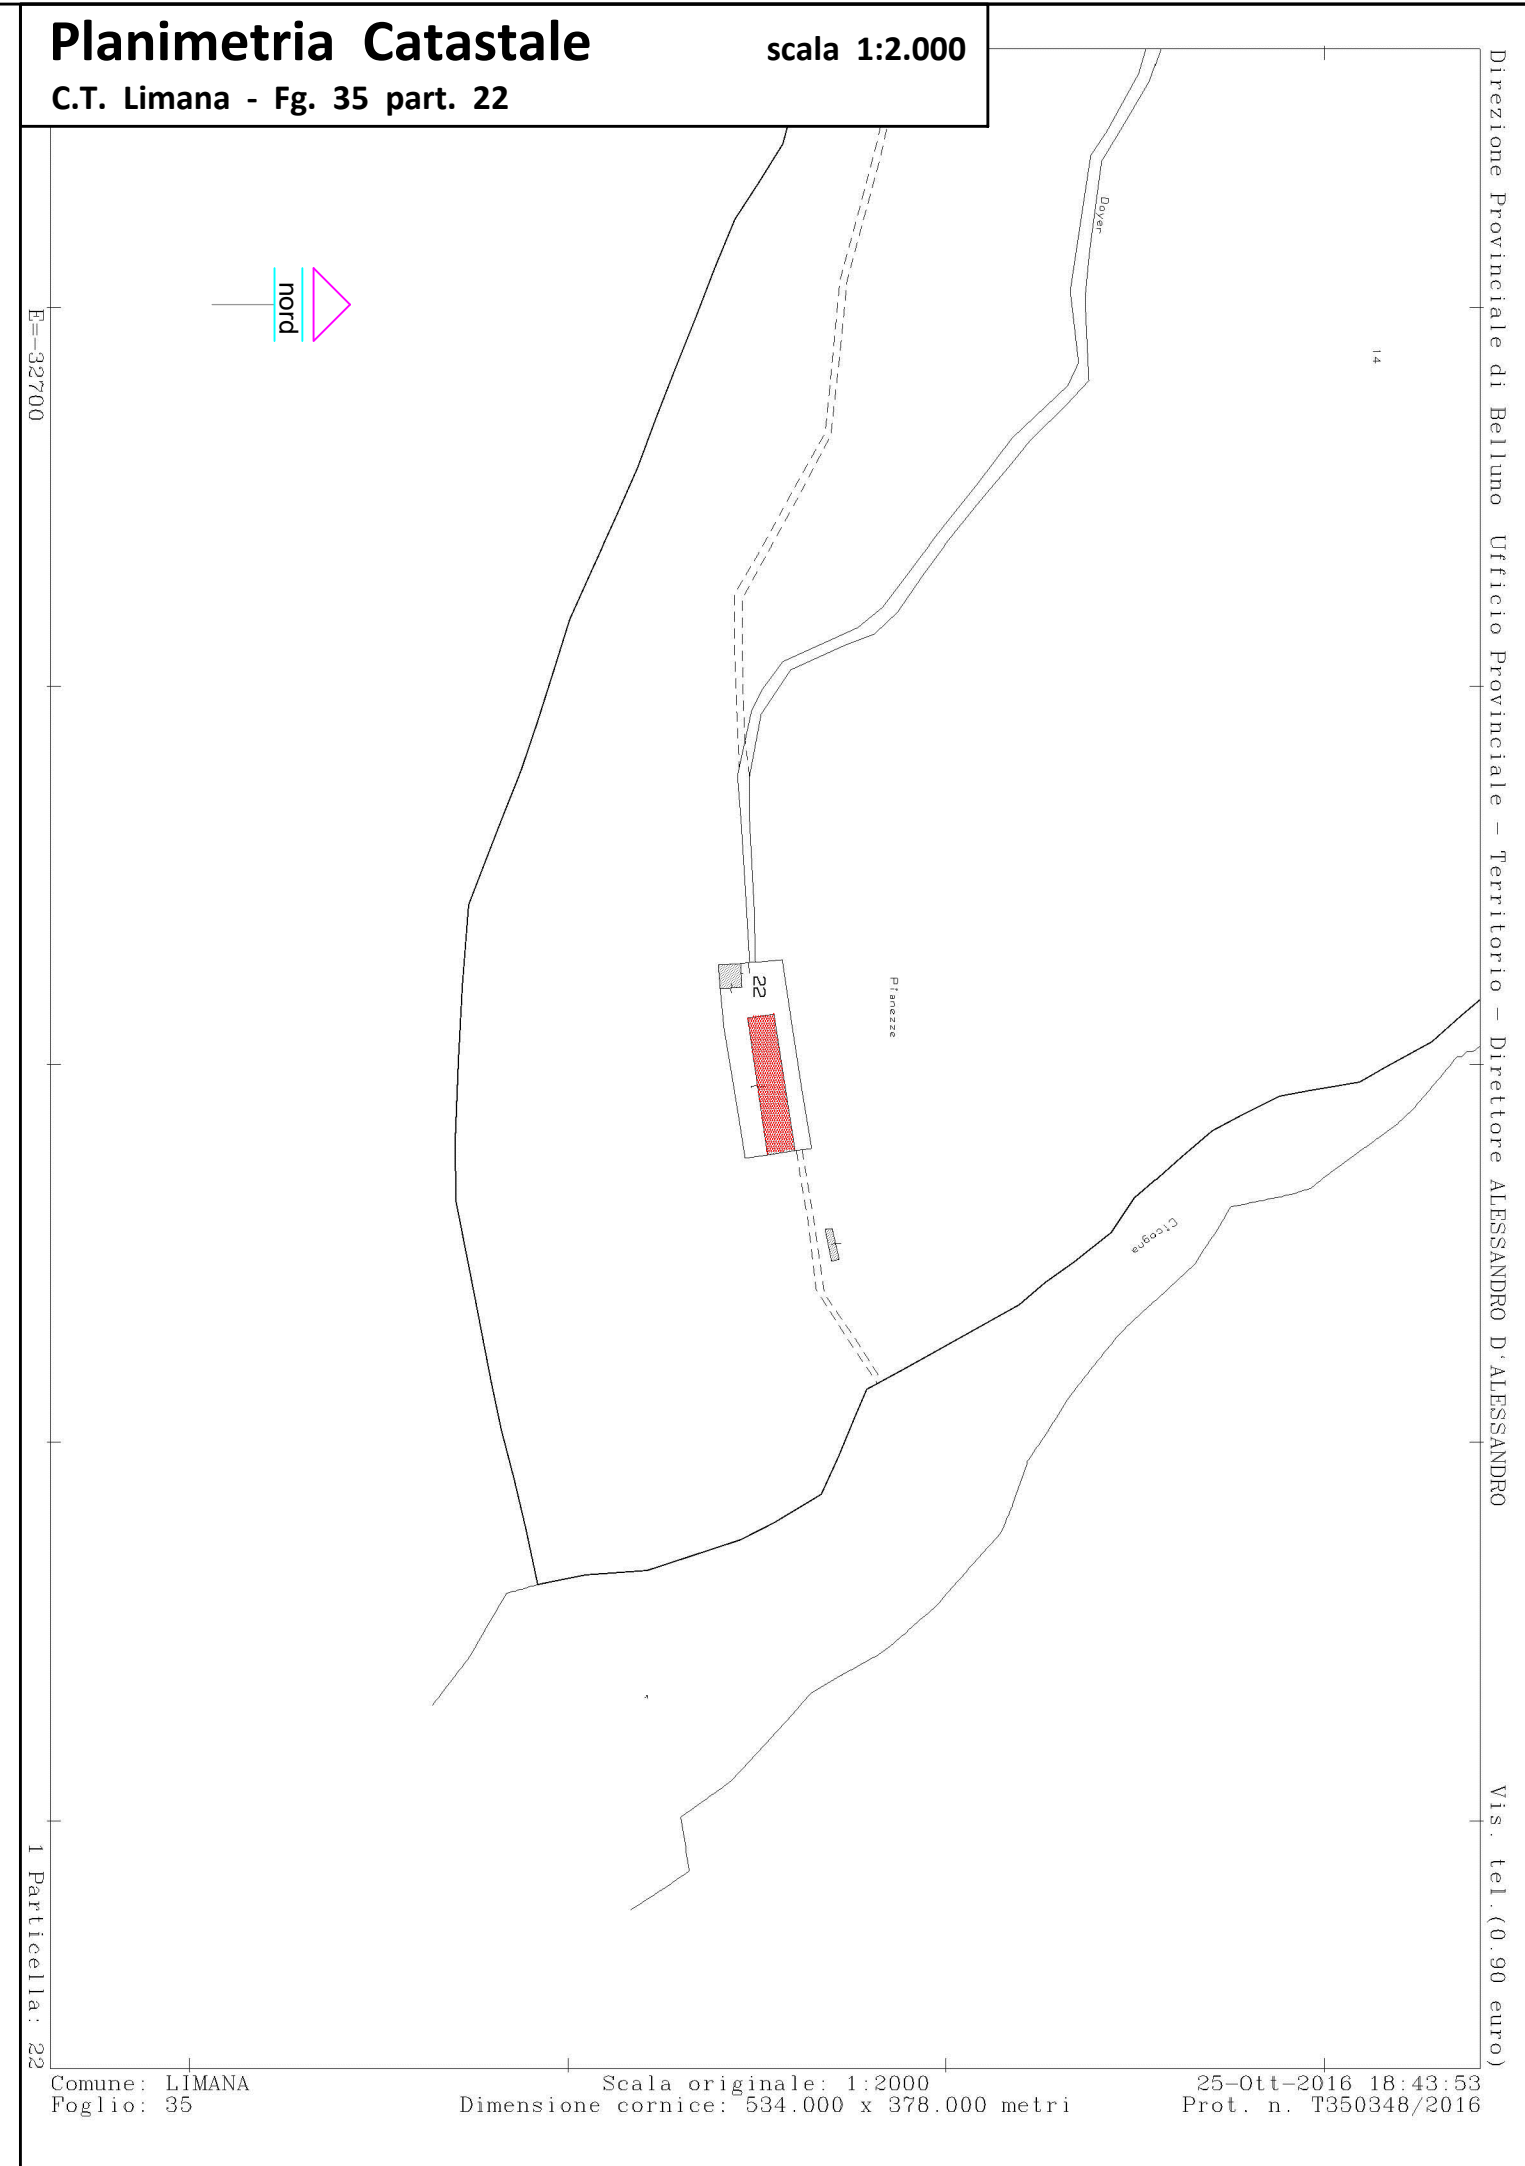 Planimetria Catastale scala 1:2.000
C.T. Limana - Fg. 35 part. 22
Direzione Provinciale di Belluno Ufficio Provinciale - Territorio - Direttore ALESSANDRO D'ALESSANDRO Vis. tel.(0.90 euro)
Doyer
nord
E=-32700
14
22
Pianezze
Cicogna
1 Particella: 22
Comune: LIMANA
Foglio: 35
Scala originale: 1:2000
Dimensione cornice: 534.000 x 378.000 metri
25-Ott-2016 18:43:53
Prot. n. T350348/2016